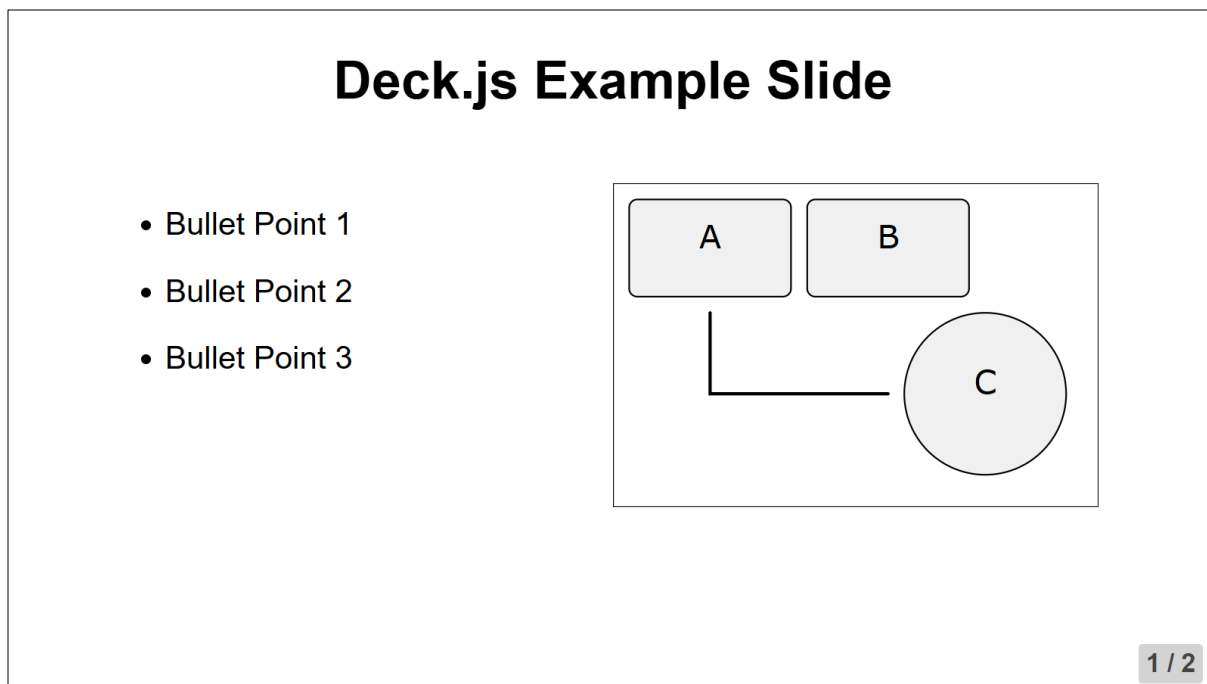 Deck.js Example Slide
Bullet Point 1
Bullet Point 2
Bullet Point 3
A
B
C
1 / 2